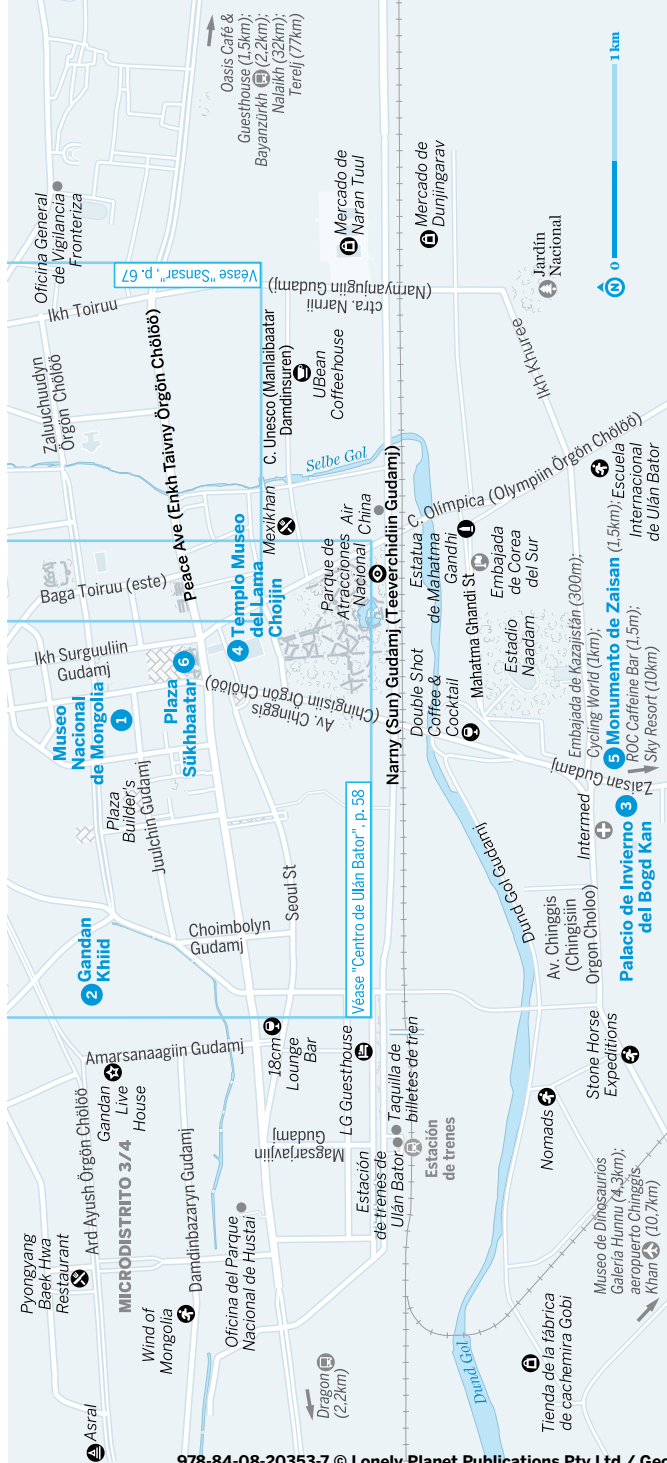 Pyongyang
Baek Hwa
Restaurant
Asral
Ard Ayush Örgön Chölöö
MICRODISTRITO 3/4
Gandan
Live
House
Wind of
Mongolia
Damdinbazaryn Gudamj
Amarsanaagiin Gudamj
Oficina del Parque
Nacional de Hustai
Dragon
(2,2km)
Magsarjavjiin
Gudamj
18cm
Lounge
Bar
LG Guesthouse
Estación
de trenes de
Ulán Bator
Taquilla de
billetes de tren
Estación
de trenes
2 Gandan
Khiid
Choimbolyn
Gudamj
Seoul St
Véase "Centro de Ulán Bator", p. 58
Plaza
Builder's
Juulchin Gudamj
Museo
Nacional
de Mongolia
1
Plaza
Sükhbaatar
6
Ikh Surguuliin
Gudamj
Baga Toiruu (este)
4 Templo Museo
del Lama
Choijin
Av. Chinggis
(Chingisiin Örgön Chölöö)
Peace Ave (Enkh Taivny Örgön Chölöö)
Mexikhan
Parque de
Atracciones
Nacional
Air
China
Selbe Gol
Zaluuchuudyn
Örgön Chölöö
Ikh Toiruu
Oficina General
de Vigilancia
Fronteriza
Véase "Sansar", p. 67
C. Unesco (Manlaibaatar
Damdinsuren)
UBean
Coffeehouse
Oasis Café &
Guesthouse (1,5km);
Bayanzürkh (2,2km);
Nalaikh (32km);
Terelj (77km)
Mercado de
Naran Tuul
Mercado de
Dunjingarav
ctra. Narnii
(Narnyanjugiin Gudamj)
Narny (Sun) Gudamj (Teeverchidiin Gudamj)
Double Shot
Coffee &
Cocktail
Estatua
de Mahatma
Gandhi
Mahatma Ghandi St
C. Olímpica (Olympiin Örgön Chölöö)
Embajada
de Corea
del Sur
Estadio
Naadam
Ikh Khuree
Jardín
Nacional
Escuela
Internacional
de Ulán Bator
Embajada de Kazajistán (300m);
Cycling World (1km);
5 Monumento de Zaisan (1,5km);
ROC Caffeine Bar (1,5m);
Sky Resort (10km)
Zaisan Gudamj
Intermed
Palacio de Invierno 3
del Bogd Kan
Dund Gol Gudamj
Av. Chinggis
(Chingisiin
Orgon Choloo)
Stone Horse
Expeditions
Nomads
Museo de Dinosaurios
Galería Hunnu (4,3km);
aeropuerto Chinggis
Khan (10,7km)
Dund Gol
Tienda de la fábrica
de cachemira Gobi
N
0 1 km
978-84-08-20353-7 © Lonely Planet Publications Pty Ltd / Geo